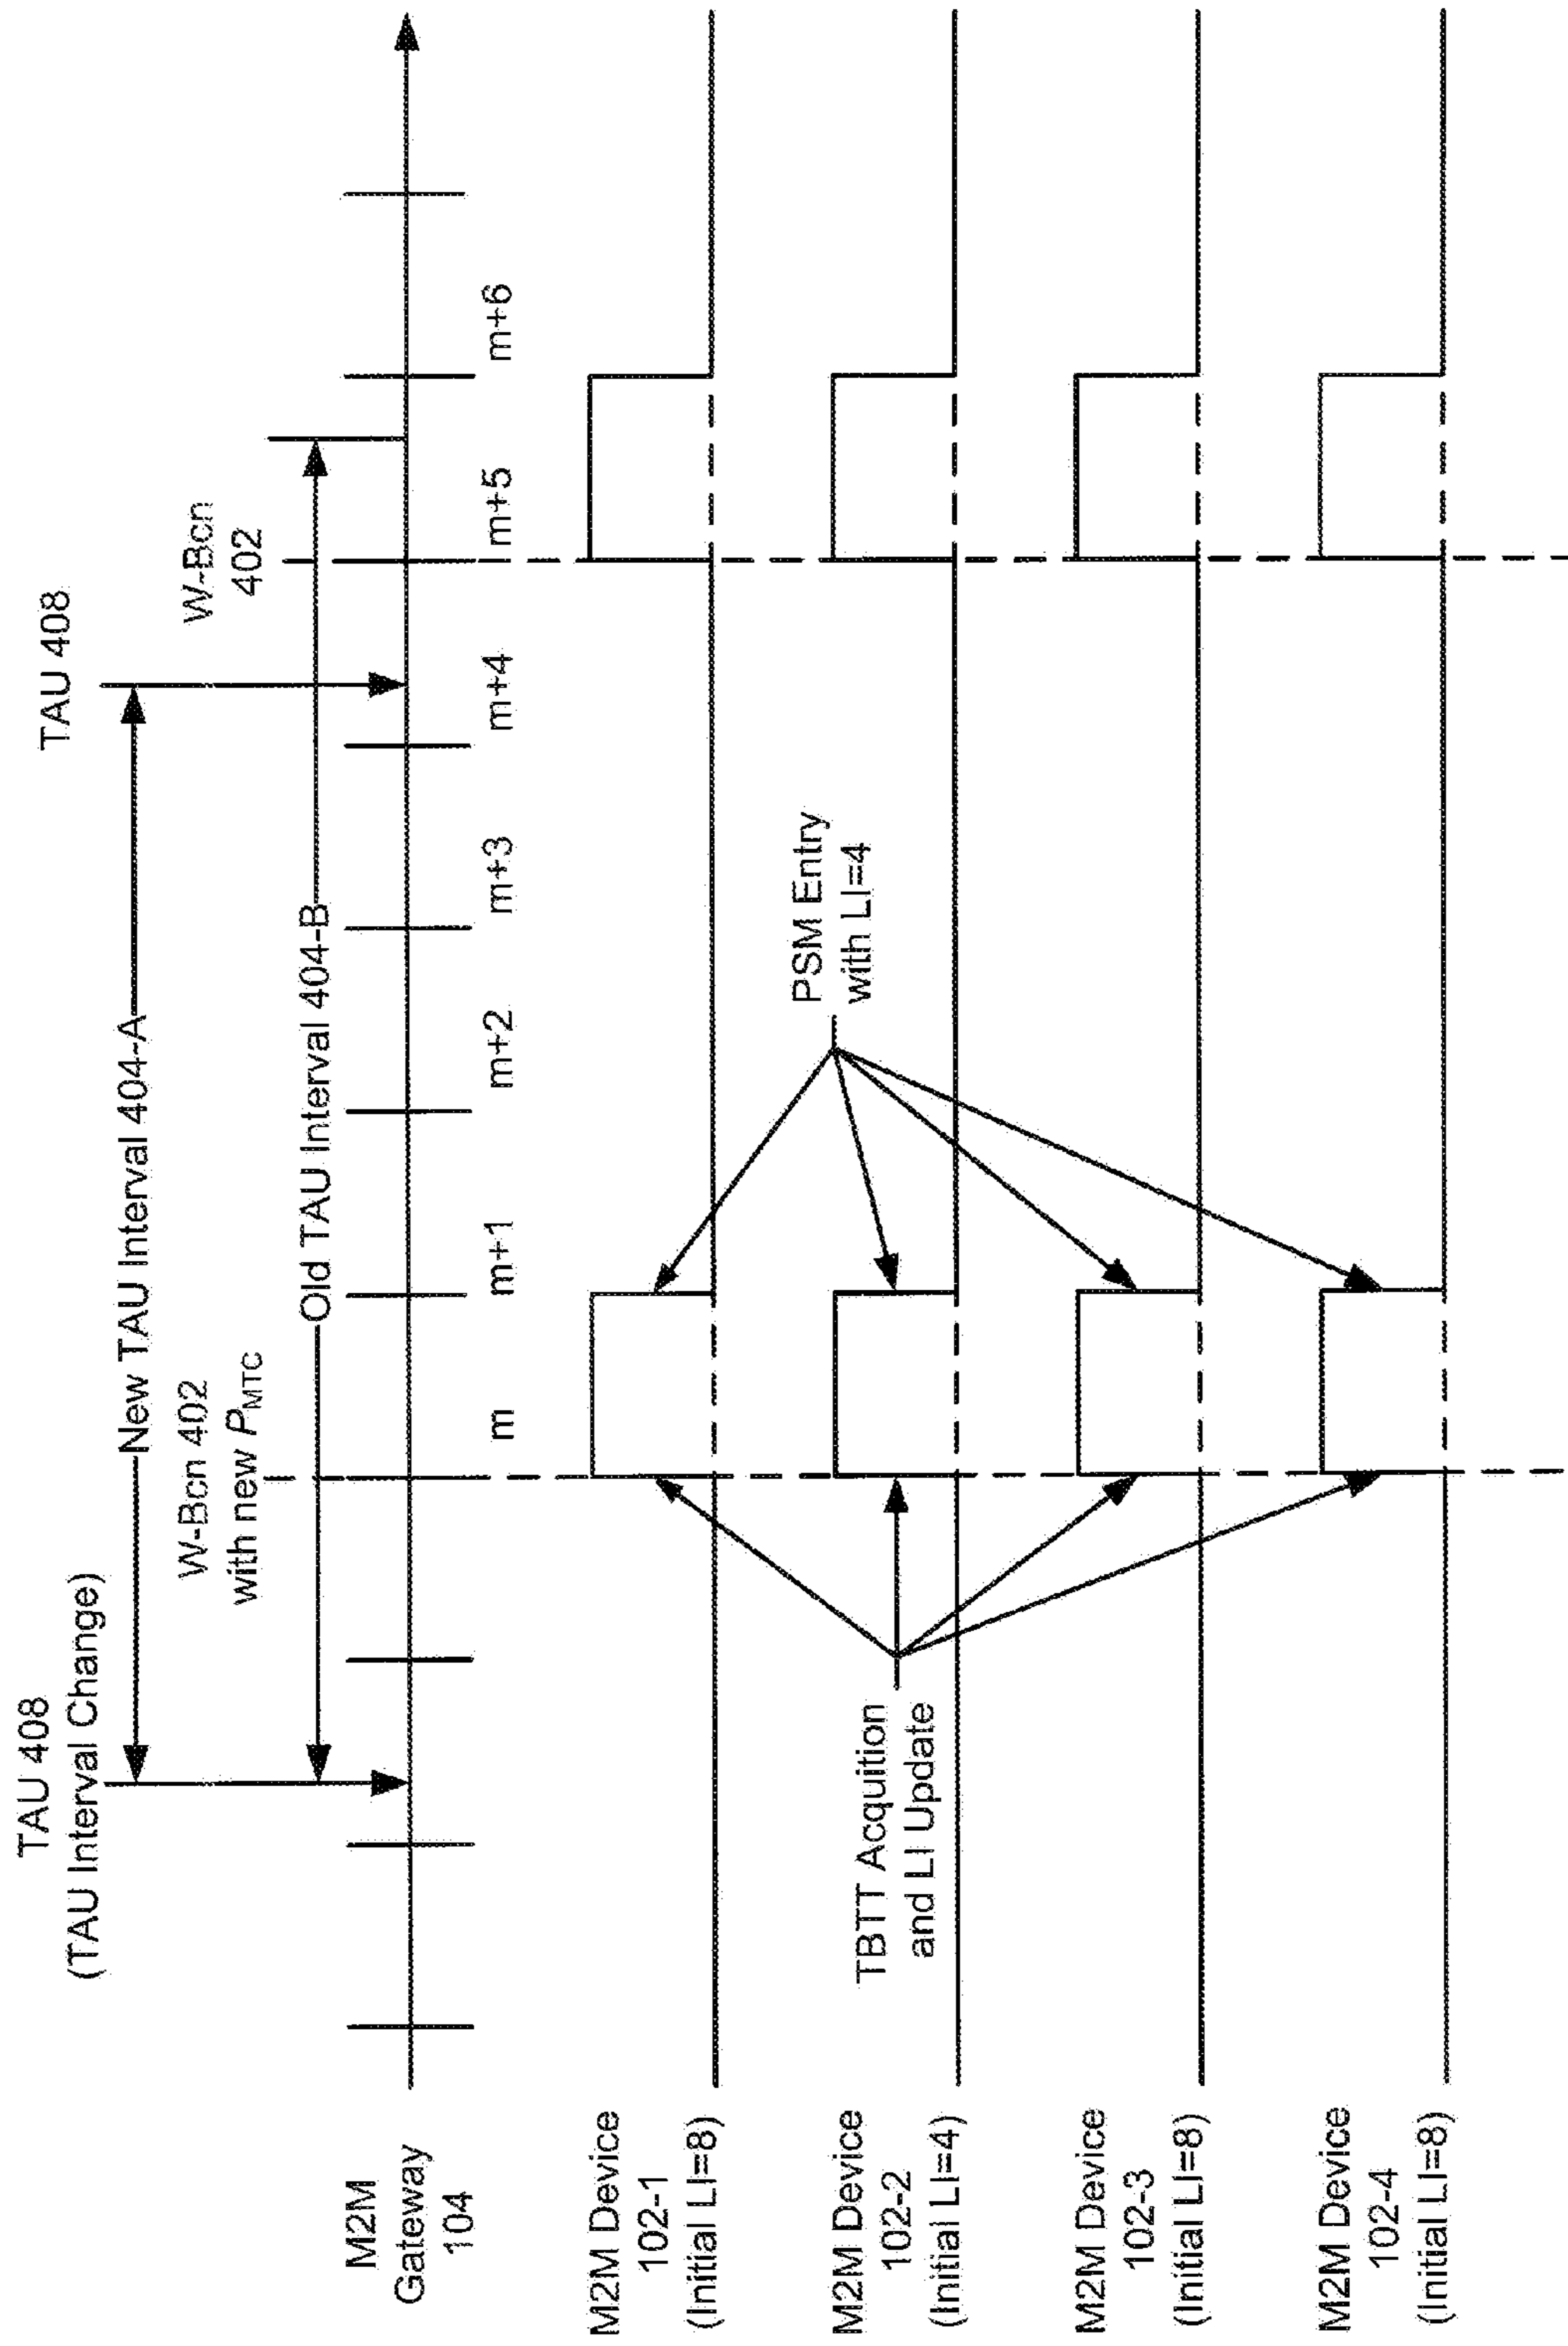 TAU 408
(TAU Interval Change)
TAU 408
New TAU Interval 404-A
W-Bcn 402
with new PMTC
W-Bcn
402
Old TAU Interval 404-B
M2M
Gateway
104
m
m+1
m+2
m+3
m+4
m+5
m+6
M2M Device
102-1
(Initial LI=8)
PSM Entry
with LI=4
M2M Device
102-2
(Initial LI=4)
TBTT Acquition
and LI Update
M2M Device
102-3
(Initial LI=8)
M2M Device
102-4
(Initial LI=8)